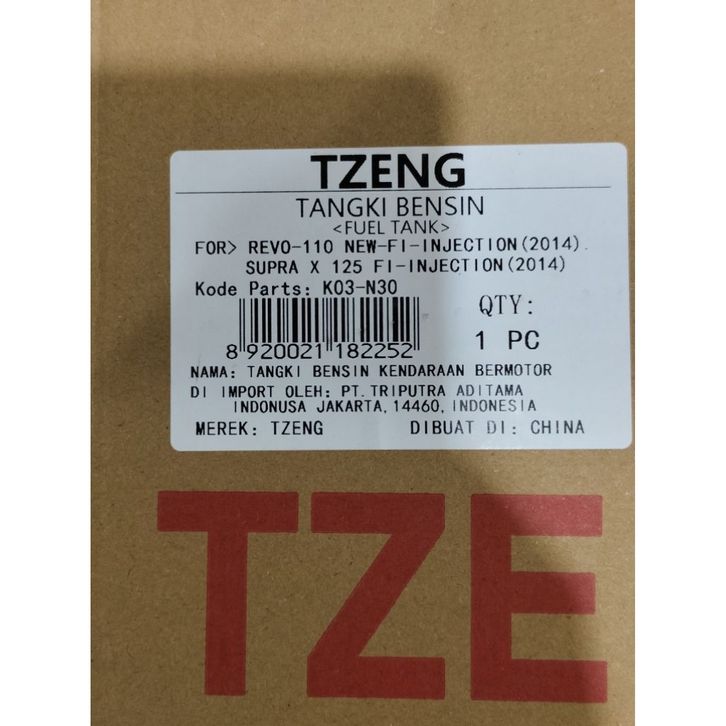 TZENG
TANGKI BENSIN
<FUEL TANK>
FOR> REVO-110 NEW-FI-INJECTION(2014).
SUPRA X 125 FI-INJECTION(2014)
Kode Parts: K03-N30
QTY:
1 PC
8 920021 182252
NAMA: TANGKI BENSIN KENDARAAN BERMOTOR
DI IMPORT OLEH: PT.TRIPUTRA ADITAMA
INDONUSA JAKARTA,14460, INDONESIA
MEREK: TZENG DIBUAT DI: CHINA
TZE